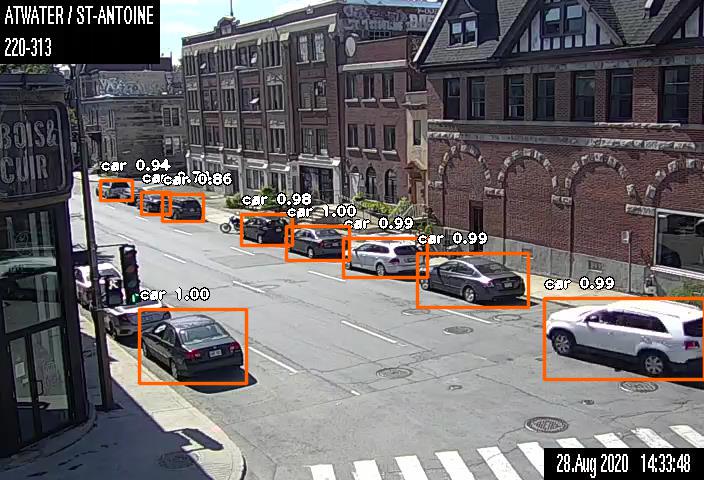 ATWATER / ST-ANTOINE
220-313
BOIS&
CUIR
car 0.94
car 0.86
car 0.98
car 1.00
car 0.99
car 0.99
car 0.99
car 1.00
28.Aug 2020 14:33:48